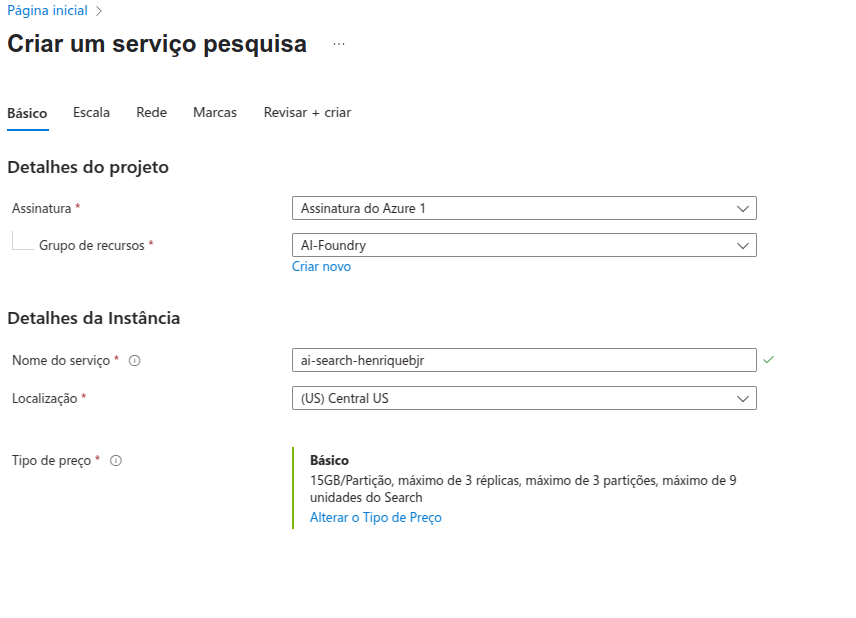 Página inicial >
Criar um serviço pesquisa ...
Básico Escala Rede Marcas Revisar + criar
Detalhes do projeto
Assinatura * Assinatura do Azure 1
Grupo de recursos * AI-Foundry
Criar novo
Detalhes da Instância
Nome do serviço * ai-search-henriquebjr
Localização * (US) Central US
Tipo de preço * Básico
15GB/Partição, máximo de 3 réplicas, máximo de 3 partições, máximo de 9
unidades do Search
Alterar o Tipo de Preço